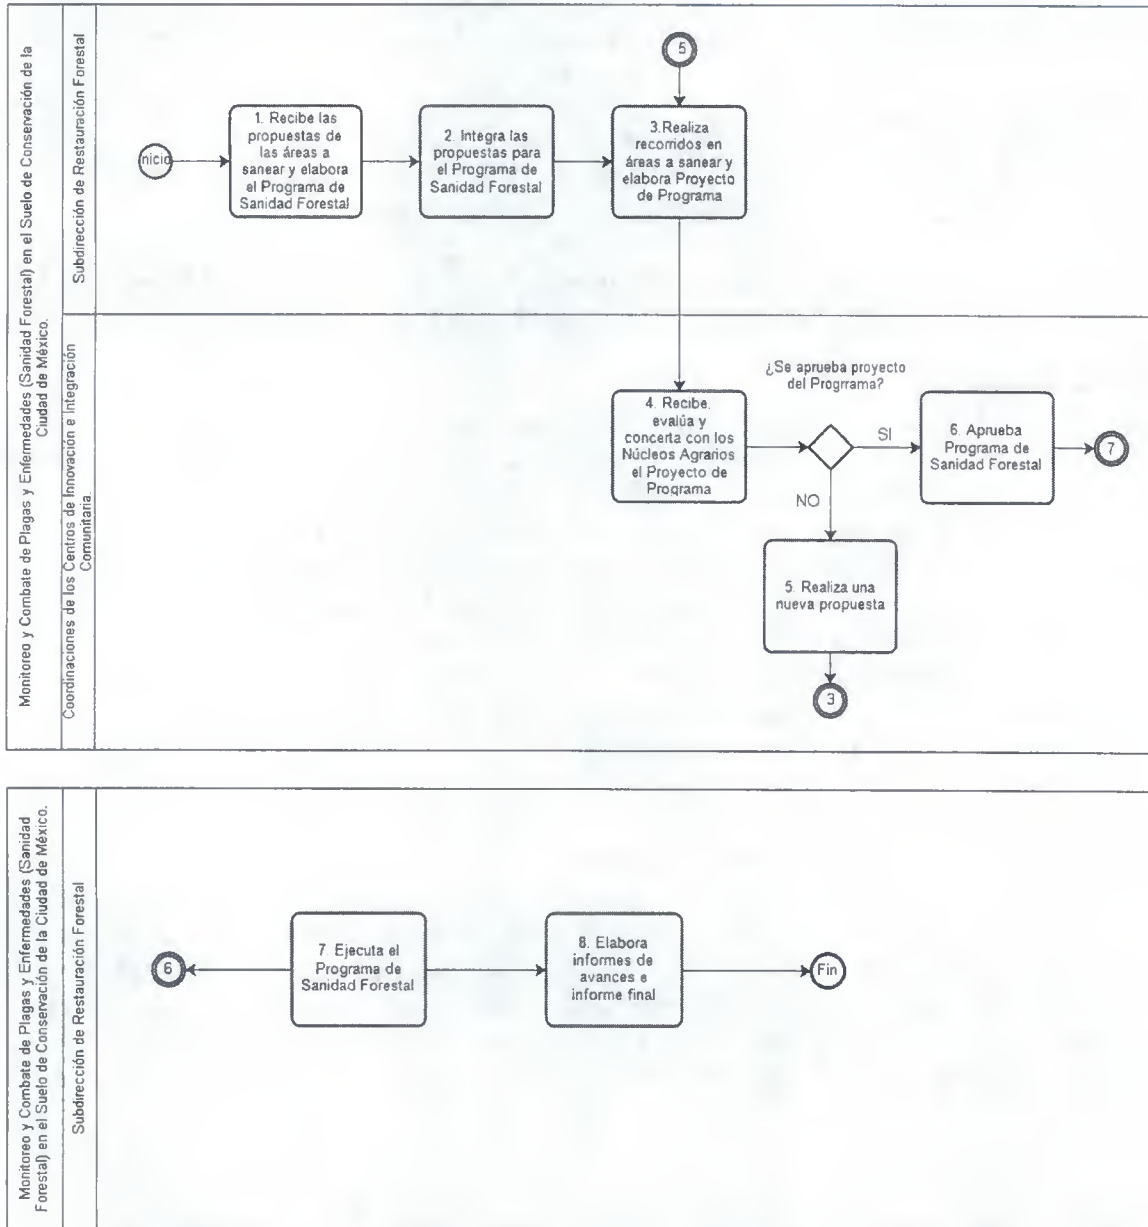 Monitoreo y Combate de Plagas y Enfermedades (Sanidad Forestal) en el Suelo de Conservación de la
Ciudad de México.
Subdirección de Restauración Forestal
nicio
1. Recibe las
propuestas de
las áreas a
sanear y elabora
el Programa de
Sanidad Forestal
2. Integra las
propuestas para
el Programa de
Sanidad Forestal
5
3.Realiza
recorridos en
áreas a sanear y
elabora Proyecto
de Programa
Coordinaciones de los Centros de Innovación e Integración
Comunitaria.
4. Recibe,
evalúa y
concerta con los
Núcleos Agrarios
el Proyecto de
Programa
¿Se aprueba proyecto
del Progrrama?
SI
6. Aprueba
Programa de
Sanidad Forestal
7
NO
5. Realiza una
nueva propuesta
3
Monitoreo y Combate de Plagas y Enfermedades (Sanidad
Forestal) en el Suelo de Conservación de la Ciudad de México.
Subdirección de Restauración Forestal
6
7. Ejecuta el
Programa de
Sanidad Forestal
8. Elabora
informes de
avances e
informe final
Fin